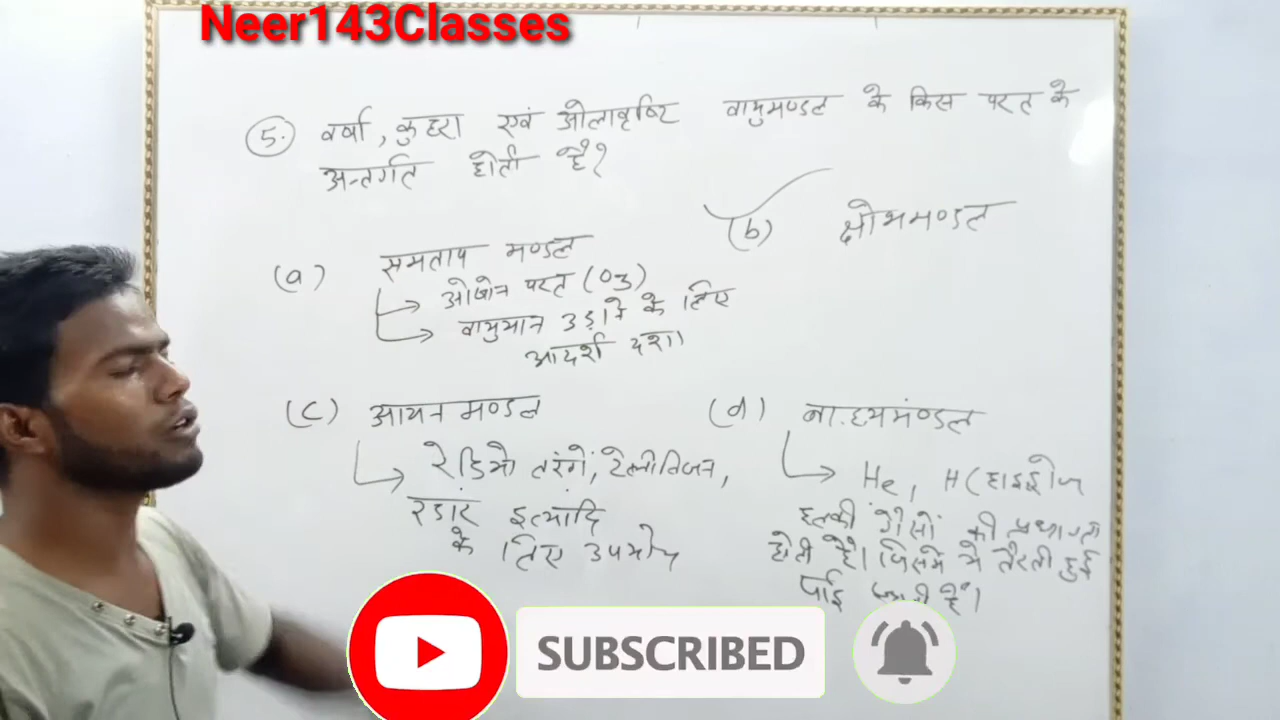 Neer143Classes
5. वर्षा, कुहरा एवं ओलावृष्टि वायुमण्डल के किस परत के
अन्तर्गत होती है?
(a) समताप मण्डल
ओजोन परत (O3)
वायुयान उड़ाने के लिए
आदर्श दशा
(b) क्षोभमण्डल
(c) आयन मण्डल
रेडियो तरंगें, टेलीविजन,
रडार इत्यादि
के लिए उपयोग
(d) बाह्यमंण्डल
He, H (हाइड्रोजन
हल्की गैसों की प्रधानता
होती है। जिसमें ये तैरती हुई
पाई जाती है।
SUBSCRIBED